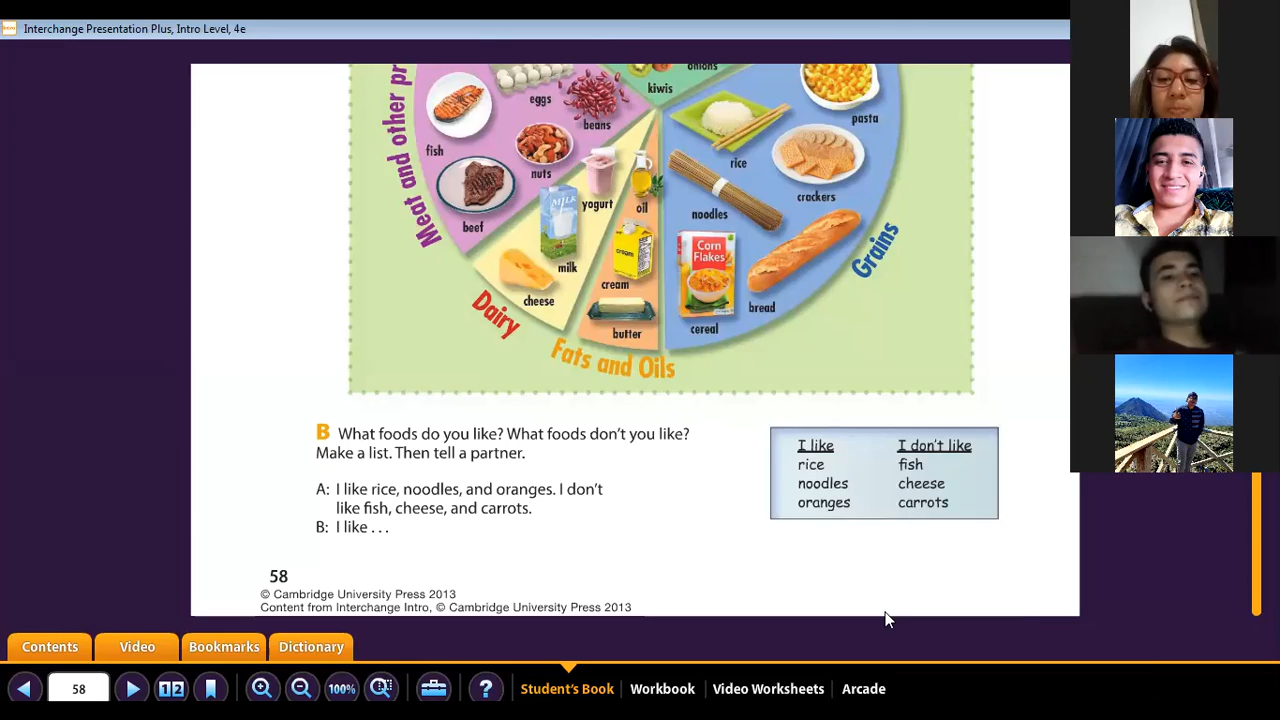 Interchange Presentation Plus, Intro Level, 4e
Meat and other pr
eggs
beans
fish
nuts
beef
onions
kiwis
pasta
rice
crackers
noodles
Corn
Flakes
bread
cereal
Grains
yogurt
MILK
milk
cheese
Dairy
oil
cream
cream
butter
Fats and Oils
B What foods do you like? What foods don't you like?
Make a list. Then tell a partner.
A: I like rice, noodles, and oranges. I don't
like fish, cheese, and carrots.
B: I like . . .
I like I don't like
rice fish
noodles cheese
oranges carrots
58
© Cambridge University Press 2013
Content from Interchange Intro, © Cambridge University Press 2013
Contents Video Bookmarks Dictionary
58 1 2 100% ? Student's Book Workbook Video Worksheets Arcade